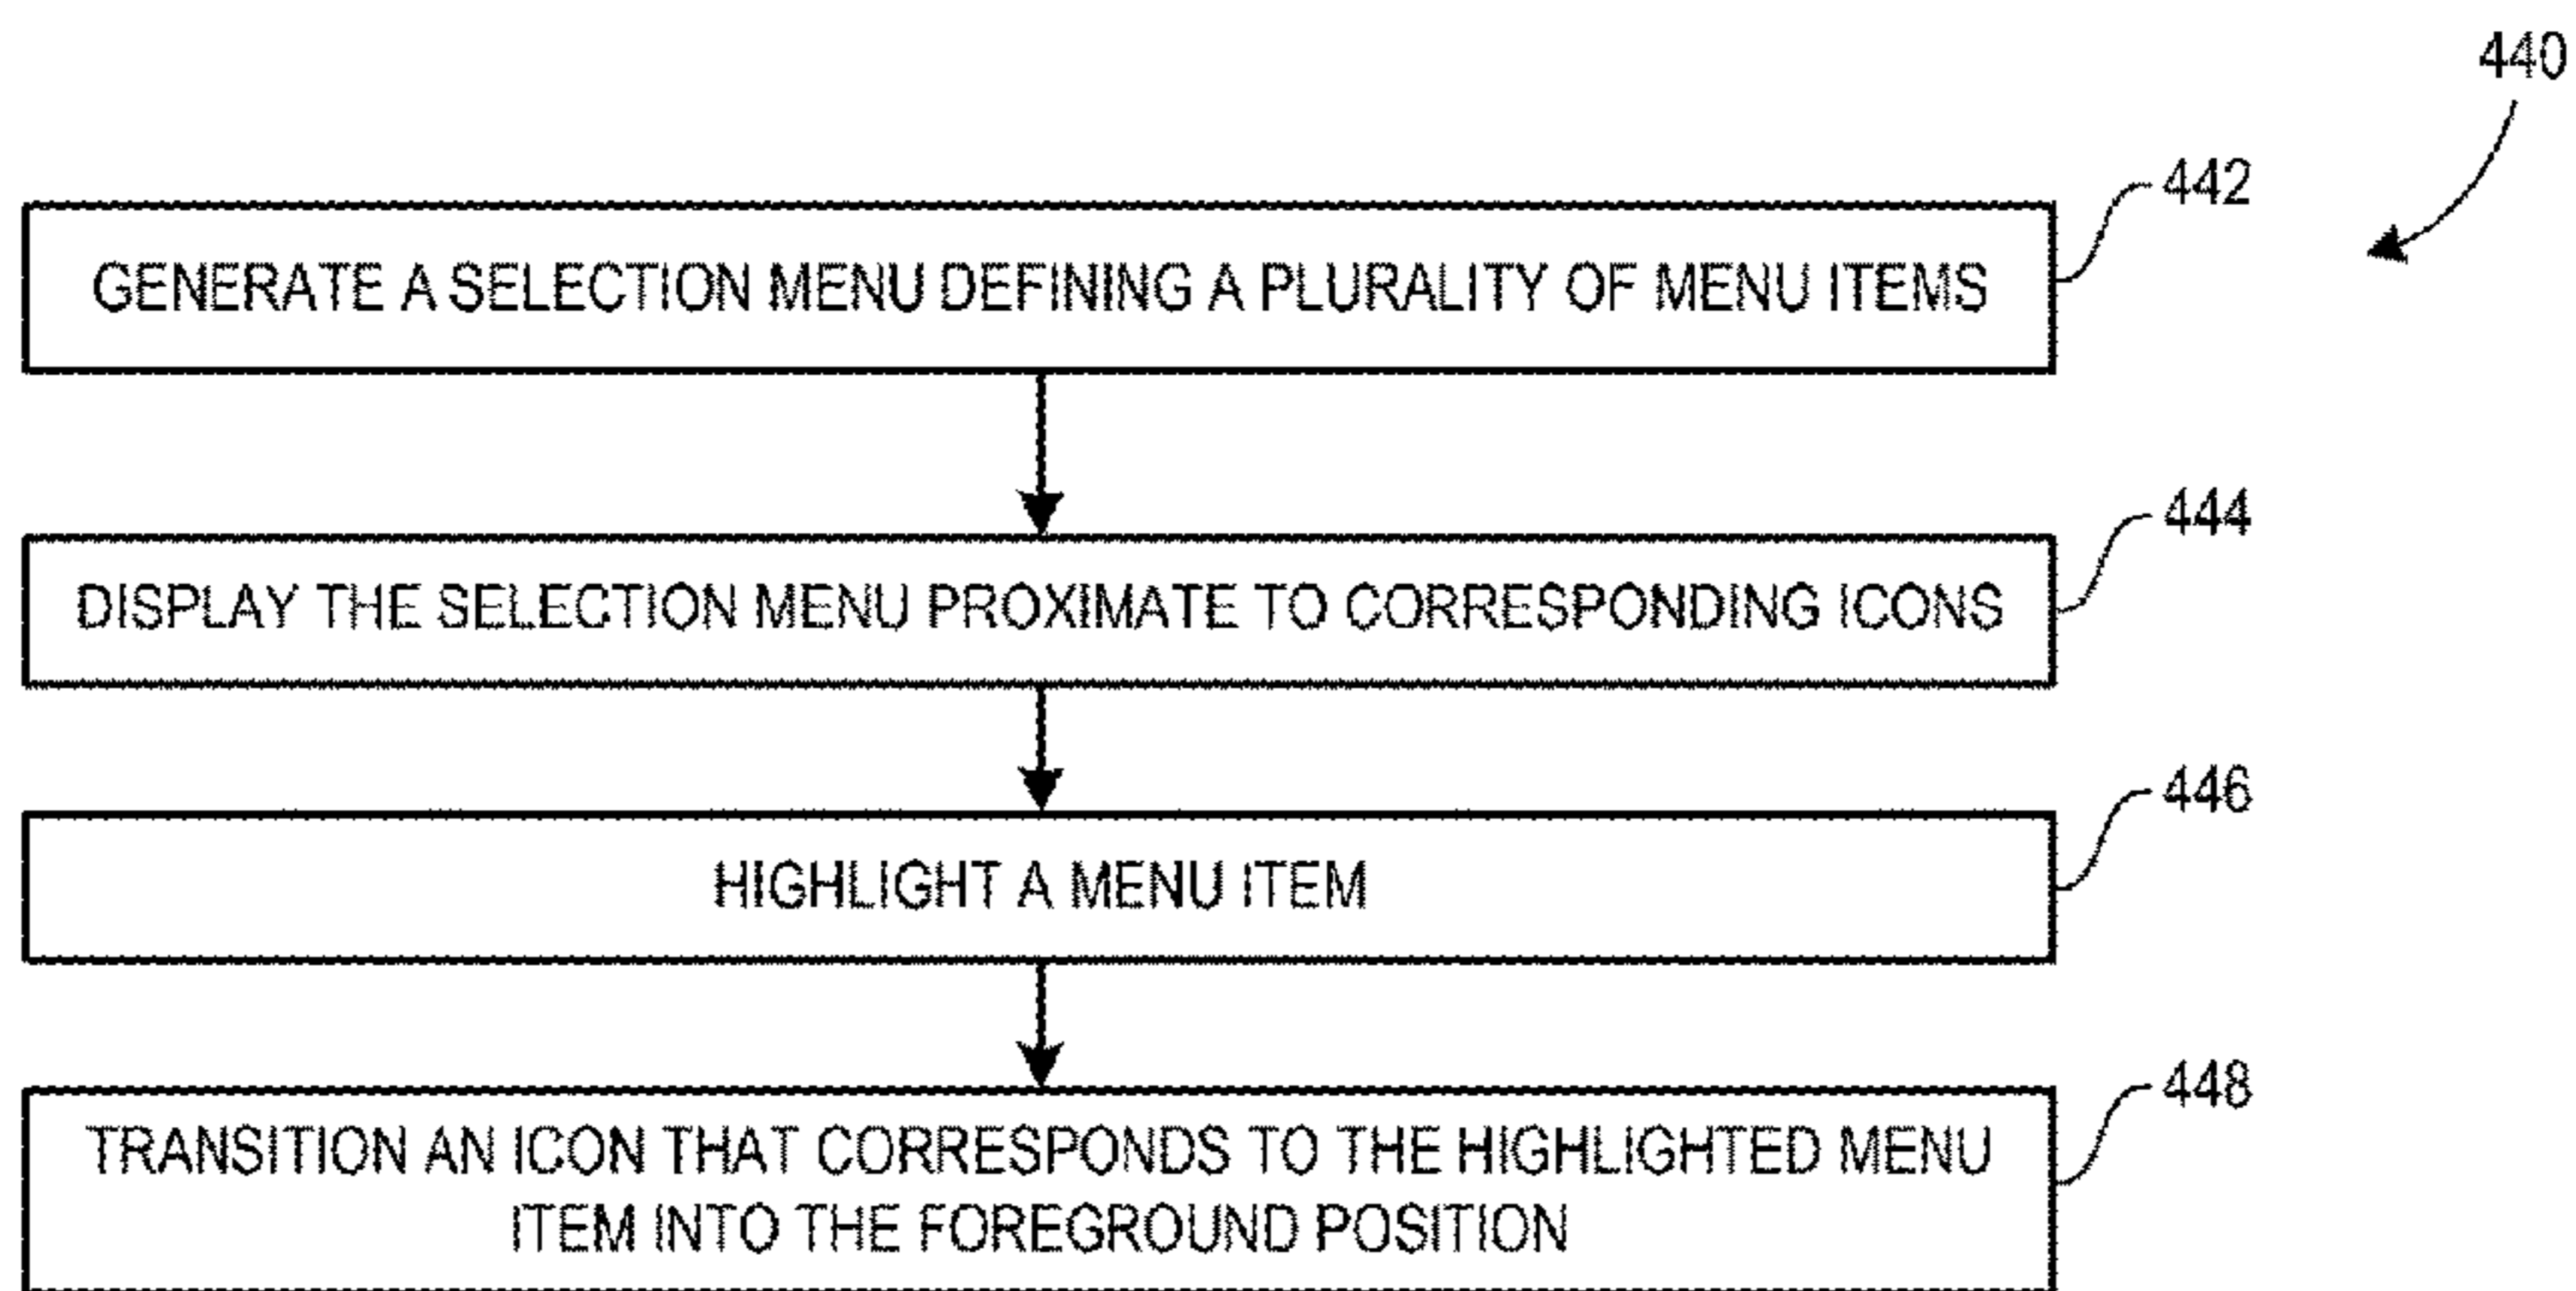 440
442
GENERATE A SELECTION MENU DEFINING A PLURALITY OF MENU ITEMS
444
DISPLAY THE SELECTION MENU PROXIMATE TO CORRESPONDING ICONS
446
HIGHLIGHT A MENU ITEM
448
TRANSITION AN ICON THAT CORRESPONDS TO THE HIGHLIGHTED MENU
ITEM INTO THE FOREGROUND POSITION